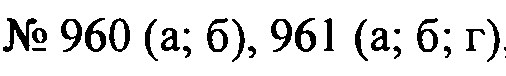 № 960 (а; б), 961 (а; б; г),